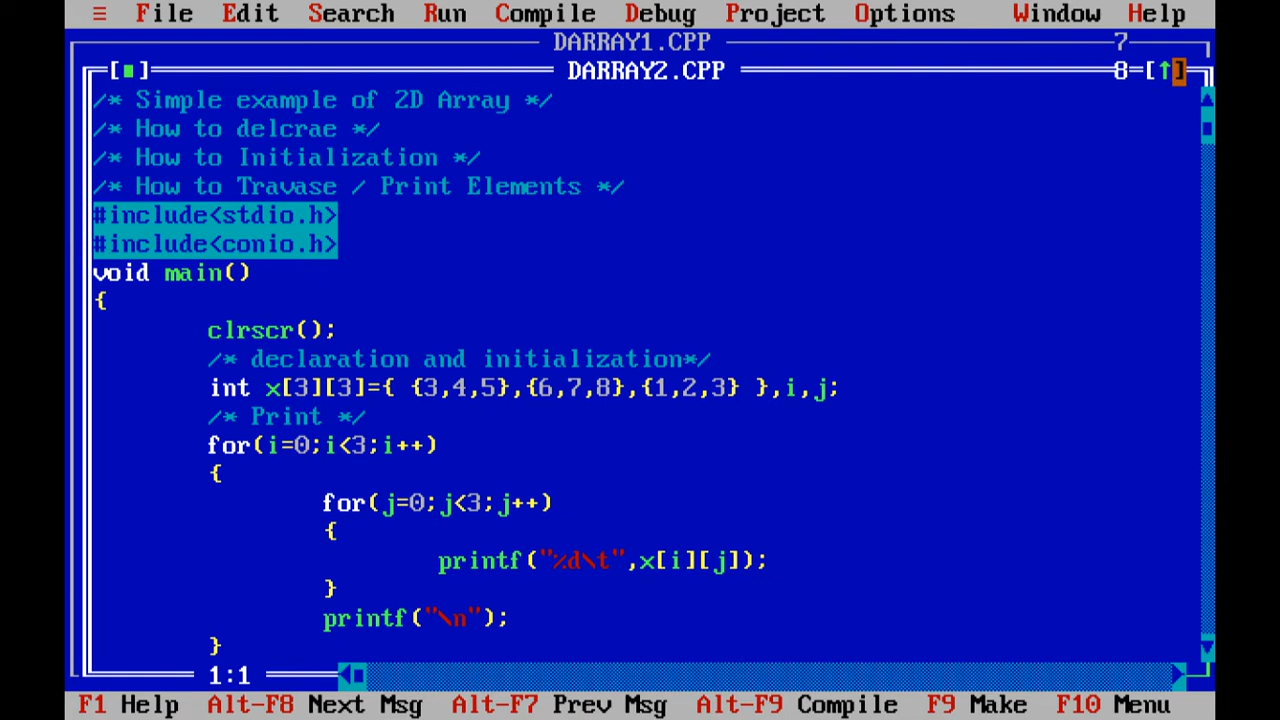 ≡ File Edit Search Run Compile Debug Project Options Window Help
DARRAY1.CPP 7
[■] DARRAY2.CPP 8=[↑]
/* Simple example of 2D Array */
/* How to delcrae */
/* How to Initialization */
/* How to Travase / Print Elements */
#include<stdio.h>
#include<conio.h>
void main()
{
clrscr();
/* declaration and initialization*/
int x[3][3]={ {3,4,5},{6,7,8},{1,2,3} },i,j;
/* Print */
for(i=0;i<3;i++)
{
for(j=0;j<3;j++)
{
printf("%d\t",x[i][j]);
}
printf("\n");
}
1:1
F1 Help Alt-F8 Next Msg Alt-F7 Prev Msg Alt-F9 Compile F9 Make F10 Menu